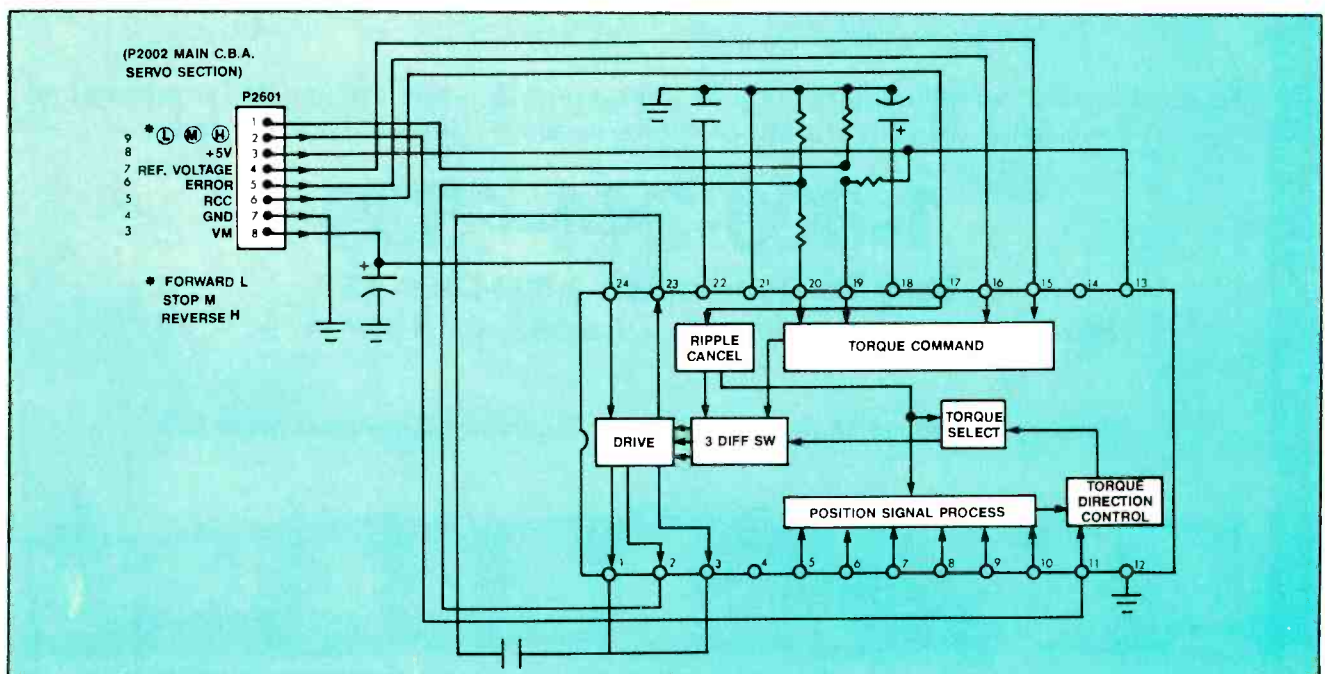 (P2002 MAIN C.B.A.
SERVO SECTION)
P2601
1
9 * L M H 2
8 +5V 3
7 REF. VOLTAGE 4
6 ERROR 5
5 RCC 6
4 GND 7
3 VM 8
* FORWARD L
STOP M
REVERSE H
+
+
24 23 22 21 20 19 18 17 16 15 14 13
RIPPLE
CANCEL
TORQUE COMMAND
DRIVE
3 DIFF SW
TORQUE
SELECT
POSITION SIGNAL PROCESS
TORQUE
DIRECTION
CONTROL
1 2 3 4 5 6 7 8 9 10 11 12